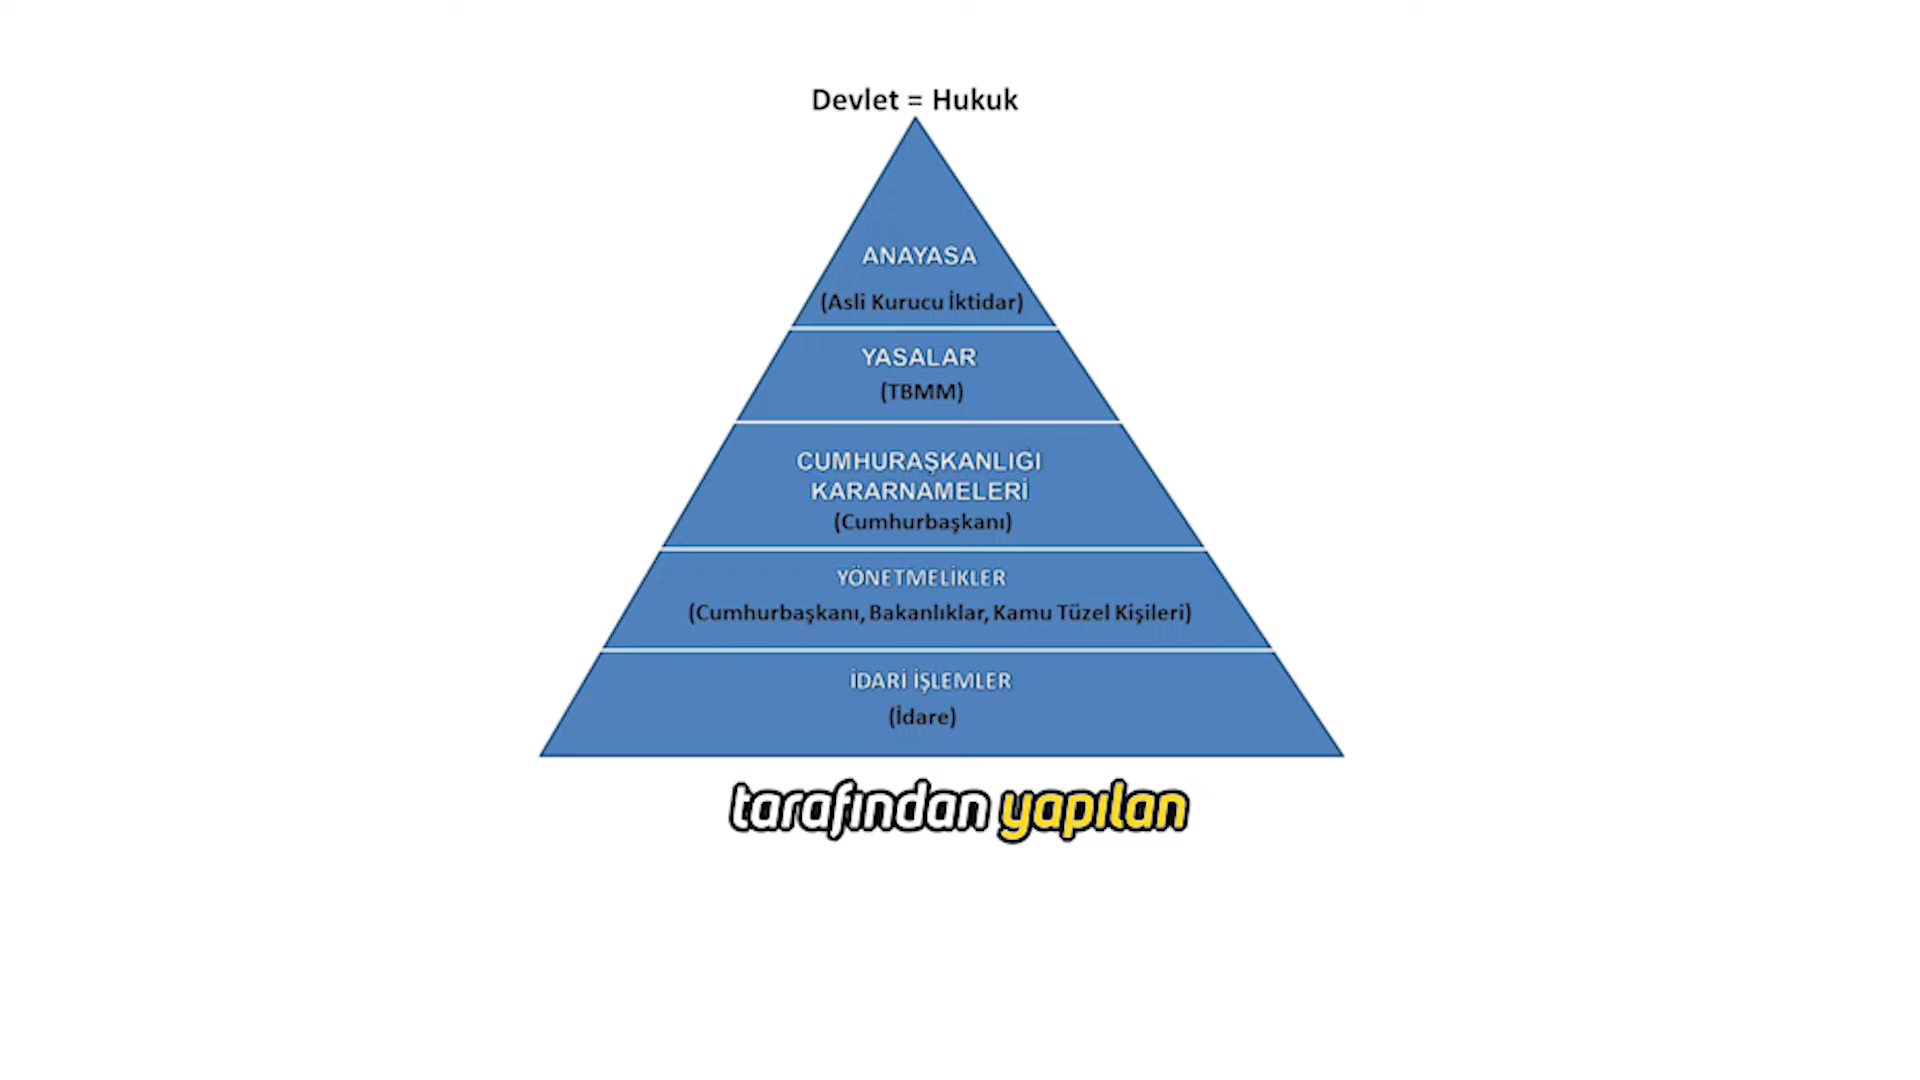 Devlet = Hukuk
ANAYASA
(Asli Kurucu İktidar)
YASALAR
(TBMM)
CUMHURAŞKANLIĞI
KARARNAMELERİ
(Cumhurbaşkanı)
YÖNETMELİKLER
(Cumhurbaşkanı, Bakanlıklar, Kamu Tüzel Kişileri)
İDARİ İŞLEMLER
(İdare)
tarafından yapılan